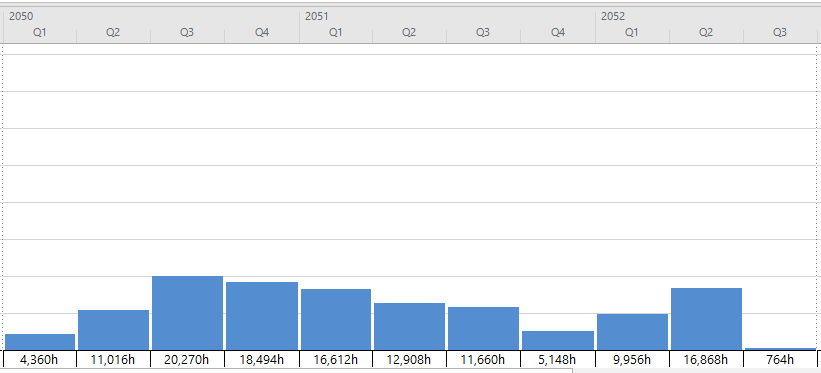 2050 2051 2052
Q1 Q2 Q3 Q4 Q1 Q2 Q3 Q4 Q1 Q2 Q3
4,360h 11,016h 20,270h 18,494h 16,612h 12,908h 11,660h 5,148h 9,956h 16,868h 764h